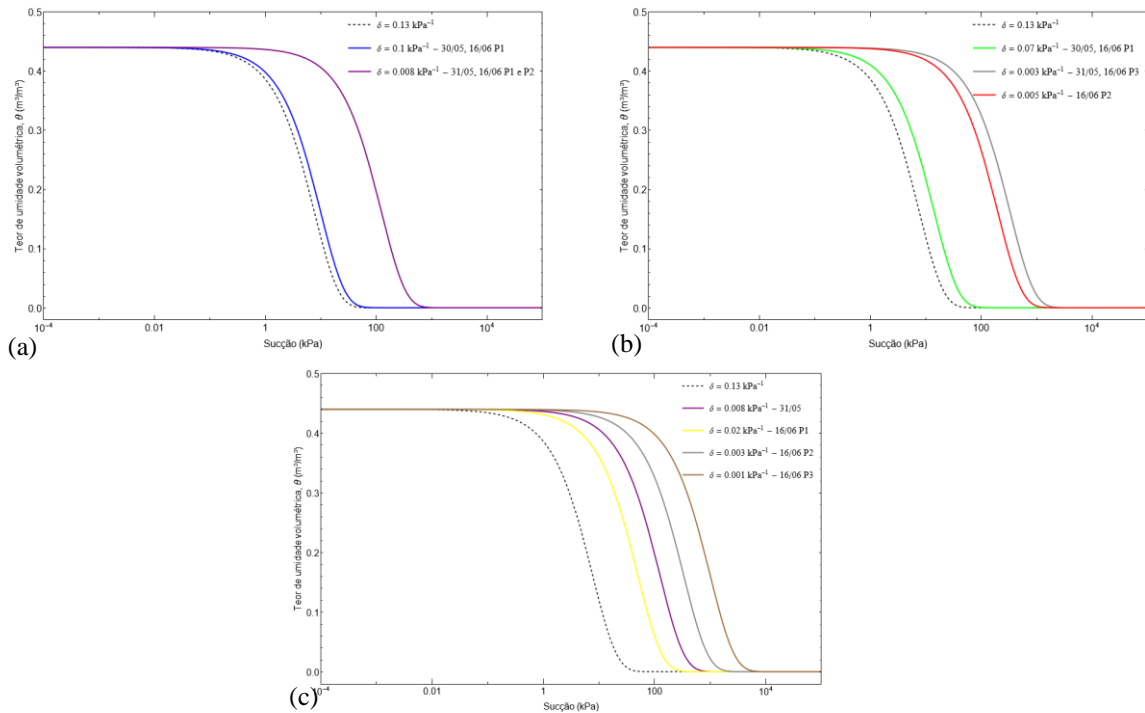 0.5
0.4
0.3
0.2
0.1
0.0
Teor de umidade volumétrica, θ (m³/m³)
δ = 0.13 kPa⁻¹
δ = 0.1 kPa⁻¹ − 30/05, 16/06 P1
δ = 0.008 kPa⁻¹ − 31/05, 16/06 P1 e P2
10⁻⁴ 0.01 1 100 10⁴
Sucção (kPa)
(a)
0.5
0.4
0.3
0.2
0.1
0.0
Teor de umidade volumétrica, θ (m³/m³)
δ = 0.13 kPa⁻¹
δ = 0.07 kPa⁻¹ − 30/05, 16/06 P1
δ = 0.003 kPa⁻¹ − 31/05, 16/06 P3
δ = 0.005 kPa⁻¹ − 16/06 P2
10⁻⁴ 0.01 1 100 10⁴
Sucção (kPa)
(b)
0.5
0.4
0.3
0.2
0.1
0.0
Teor de umidade volumétrica, θ (m³/m³)
δ = 0.13 kPa⁻¹
δ = 0.008 kPa⁻¹ − 31/05
δ = 0.02 kPa⁻¹ − 16/06 P1
δ = 0.003 kPa⁻¹ − 16/06 P2
δ = 0.001 kPa⁻¹ − 16/06 P3
10⁻⁴ 0.01 1 100 10⁴
Sucção (kPa)
(c)